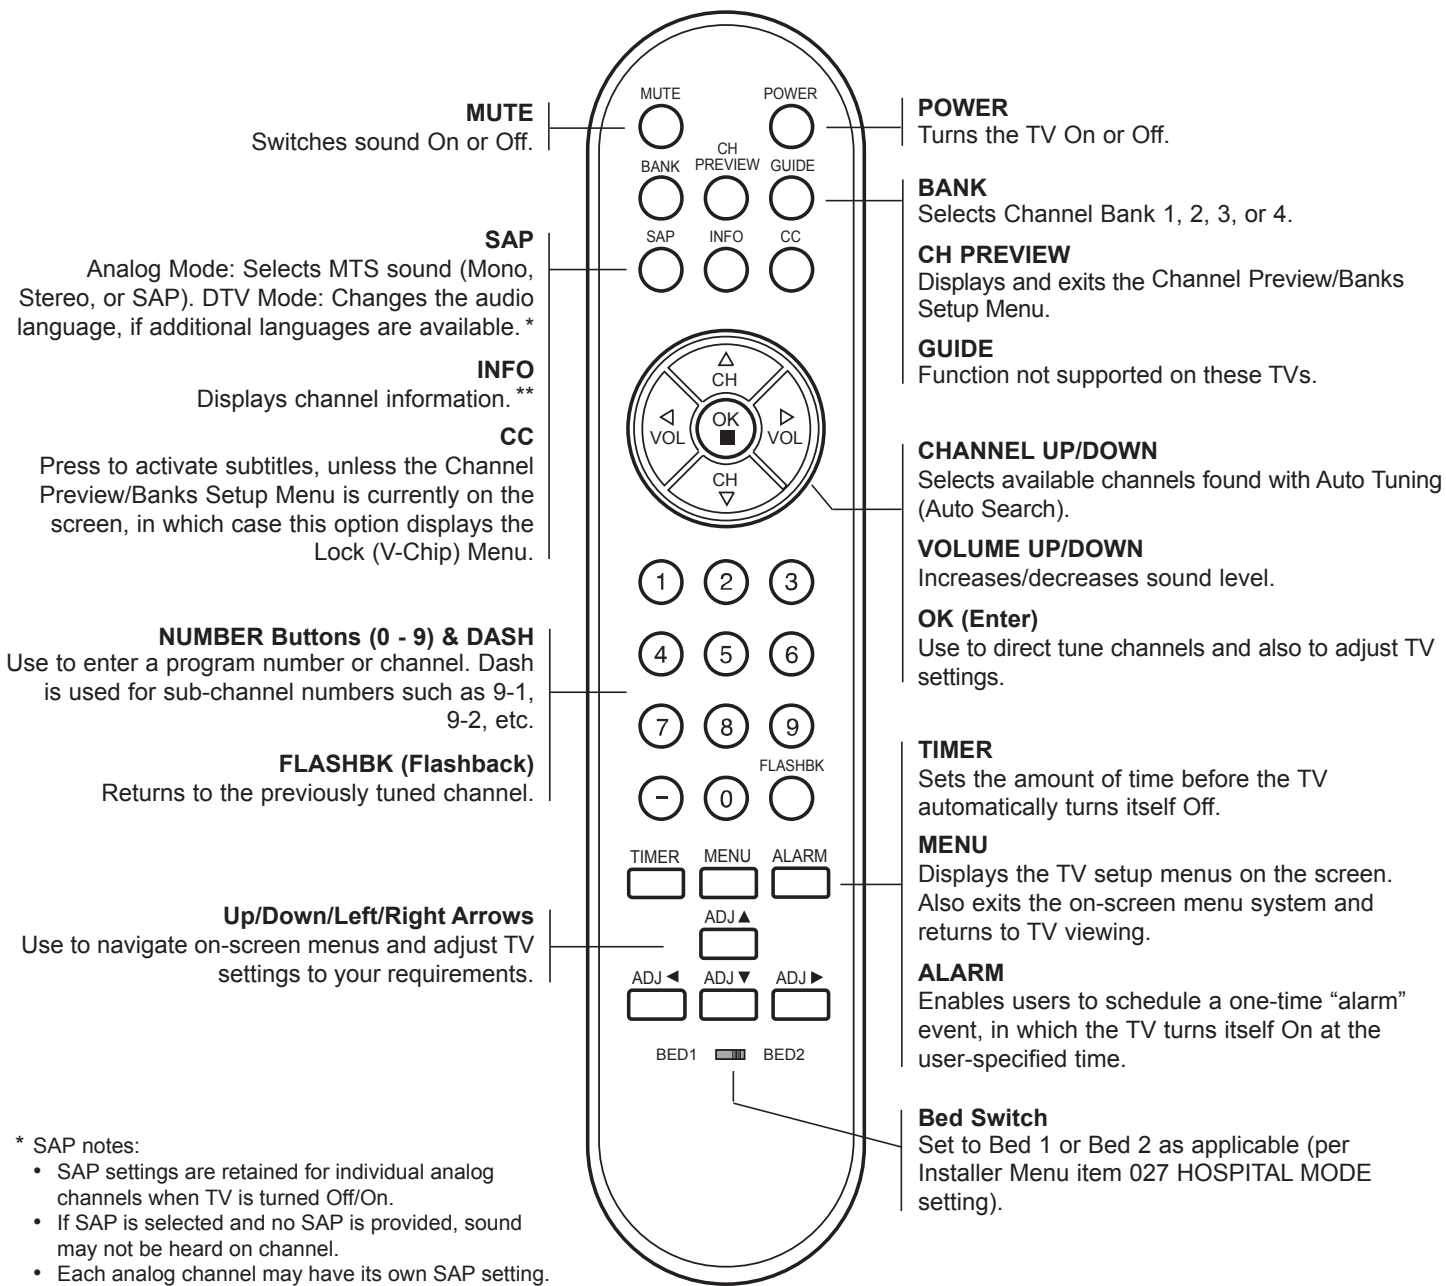 MUTE
Switches sound On or Off.
SAP
Analog Mode: Selects MTS sound (Mono,
Stereo, or SAP). DTV Mode: Changes the audio
language, if additional languages are available. *
INFO
Displays channel information. **
CC
Press to activate subtitles, unless the Channel
Preview/Banks Setup Menu is currently on the
screen, in which case this option displays the
Lock (V-Chip) Menu.
NUMBER Buttons (0 - 9) & DASH
Use to enter a program number or channel. Dash
is used for sub-channel numbers such as 9-1,
9-2, etc.
FLASHBK (Flashback)
Returns to the previously tuned channel.
Up/Down/Left/Right Arrows
Use to navigate on-screen menus and adjust TV
settings to your requirements.
* SAP notes:
• SAP settings are retained for individual analog
channels when TV is turned Off/On.
• If SAP is selected and no SAP is provided, sound
may not be heard on channel.
• Each analog channel may have its own SAP setting.
MUTE POWER
CH
BANK PREVIEW GUIDE
SAP INFO CC
△
CH
◁ OK ▷
VOL ■ VOL
CH
▽
1 2 3
4 5 6
7 8 9
FLASHBK
- 0
TIMER MENU ALARM
ADJ ▲
ADJ ◀ ADJ ▼ ADJ ▶
BED1 BED2
POWER
Turns the TV On or Off.
BANK
Selects Channel Bank 1, 2, 3, or 4.
CH PREVIEW
Displays and exits the Channel Preview/Banks
Setup Menu.
GUIDE
Function not supported on these TVs.
CHANNEL UP/DOWN
Selects available channels found with Auto Tuning
(Auto Search).
VOLUME UP/DOWN
Increases/decreases sound level.
OK (Enter)
Use to direct tune channels and also to adjust TV
settings.
TIMER
Sets the amount of time before the TV
automatically turns itself Off.
MENU
Displays the TV setup menus on the screen.
Also exits the on-screen menu system and
returns to TV viewing.
ALARM
Enables users to schedule a one-time “alarm”
event, in which the TV turns itself On at the
user-specified time.
Bed Switch
Set to Bed 1 or Bed 2 as applicable (per
Installer Menu item 027 HOSPITAL MODE
setting).